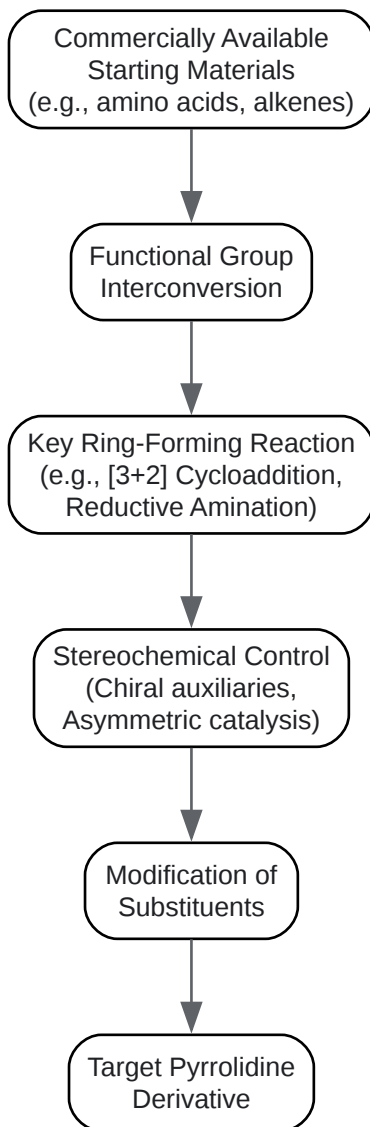 Commercially Available
Starting Materials
(e.g., amino acids, alkenes)
Functional Group
Interconversion
Key Ring-Forming Reaction
(e.g., [3+2] Cycloaddition,
Reductive Amination)
Stereochemical Control
(Chiral auxiliaries,
Asymmetric catalysis)
Modification of
Substituents
Target Pyrrolidine
Derivative